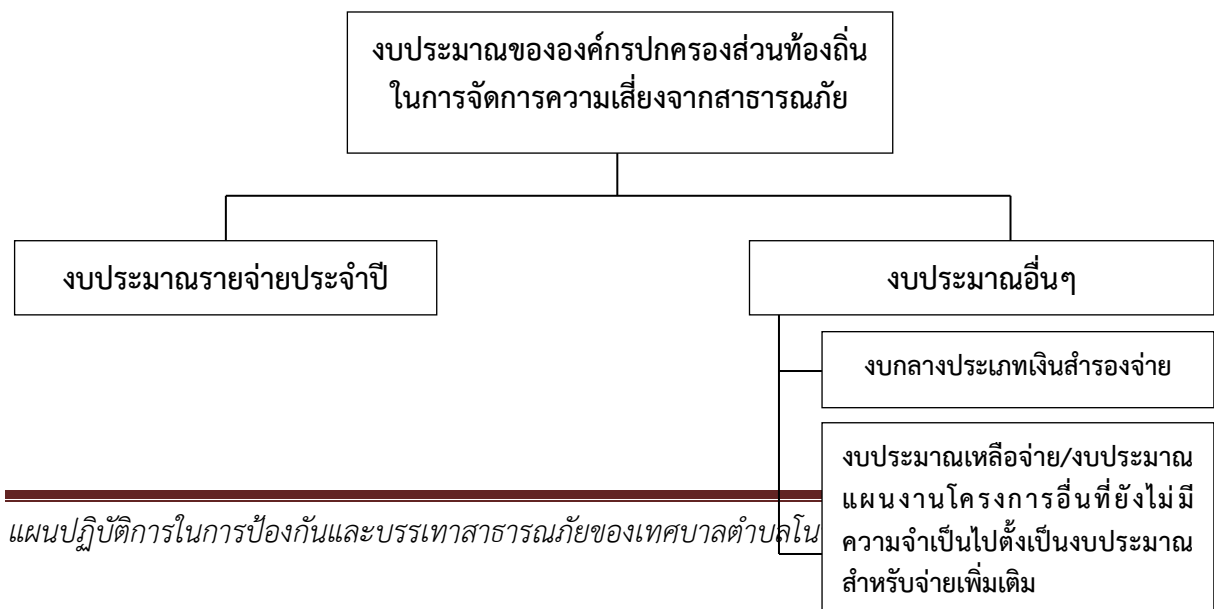 งบประมาณขององค์กรปกครองส่วนท้องถิ่น
ในการจัดการความเสี่ยงจากสาธารณภัย
งบประมาณรายจ่ายประจำปี
งบประมาณอื่นๆ
งบกลางประเภทเงินสำรองจ่าย
งบประมาณเหลือจ่าย/งบประมาณ
แผนงานโครงการอื่นที่ยังไม่มี
ความจำเป็นไปตั้งเป็นงบประมาณ
สำหรับจ่ายเพิ่มเติม
แผนปฏิบัติการในการป้องกันและบรรเทาสาธารณภัยของเทศบาลตำบลโน